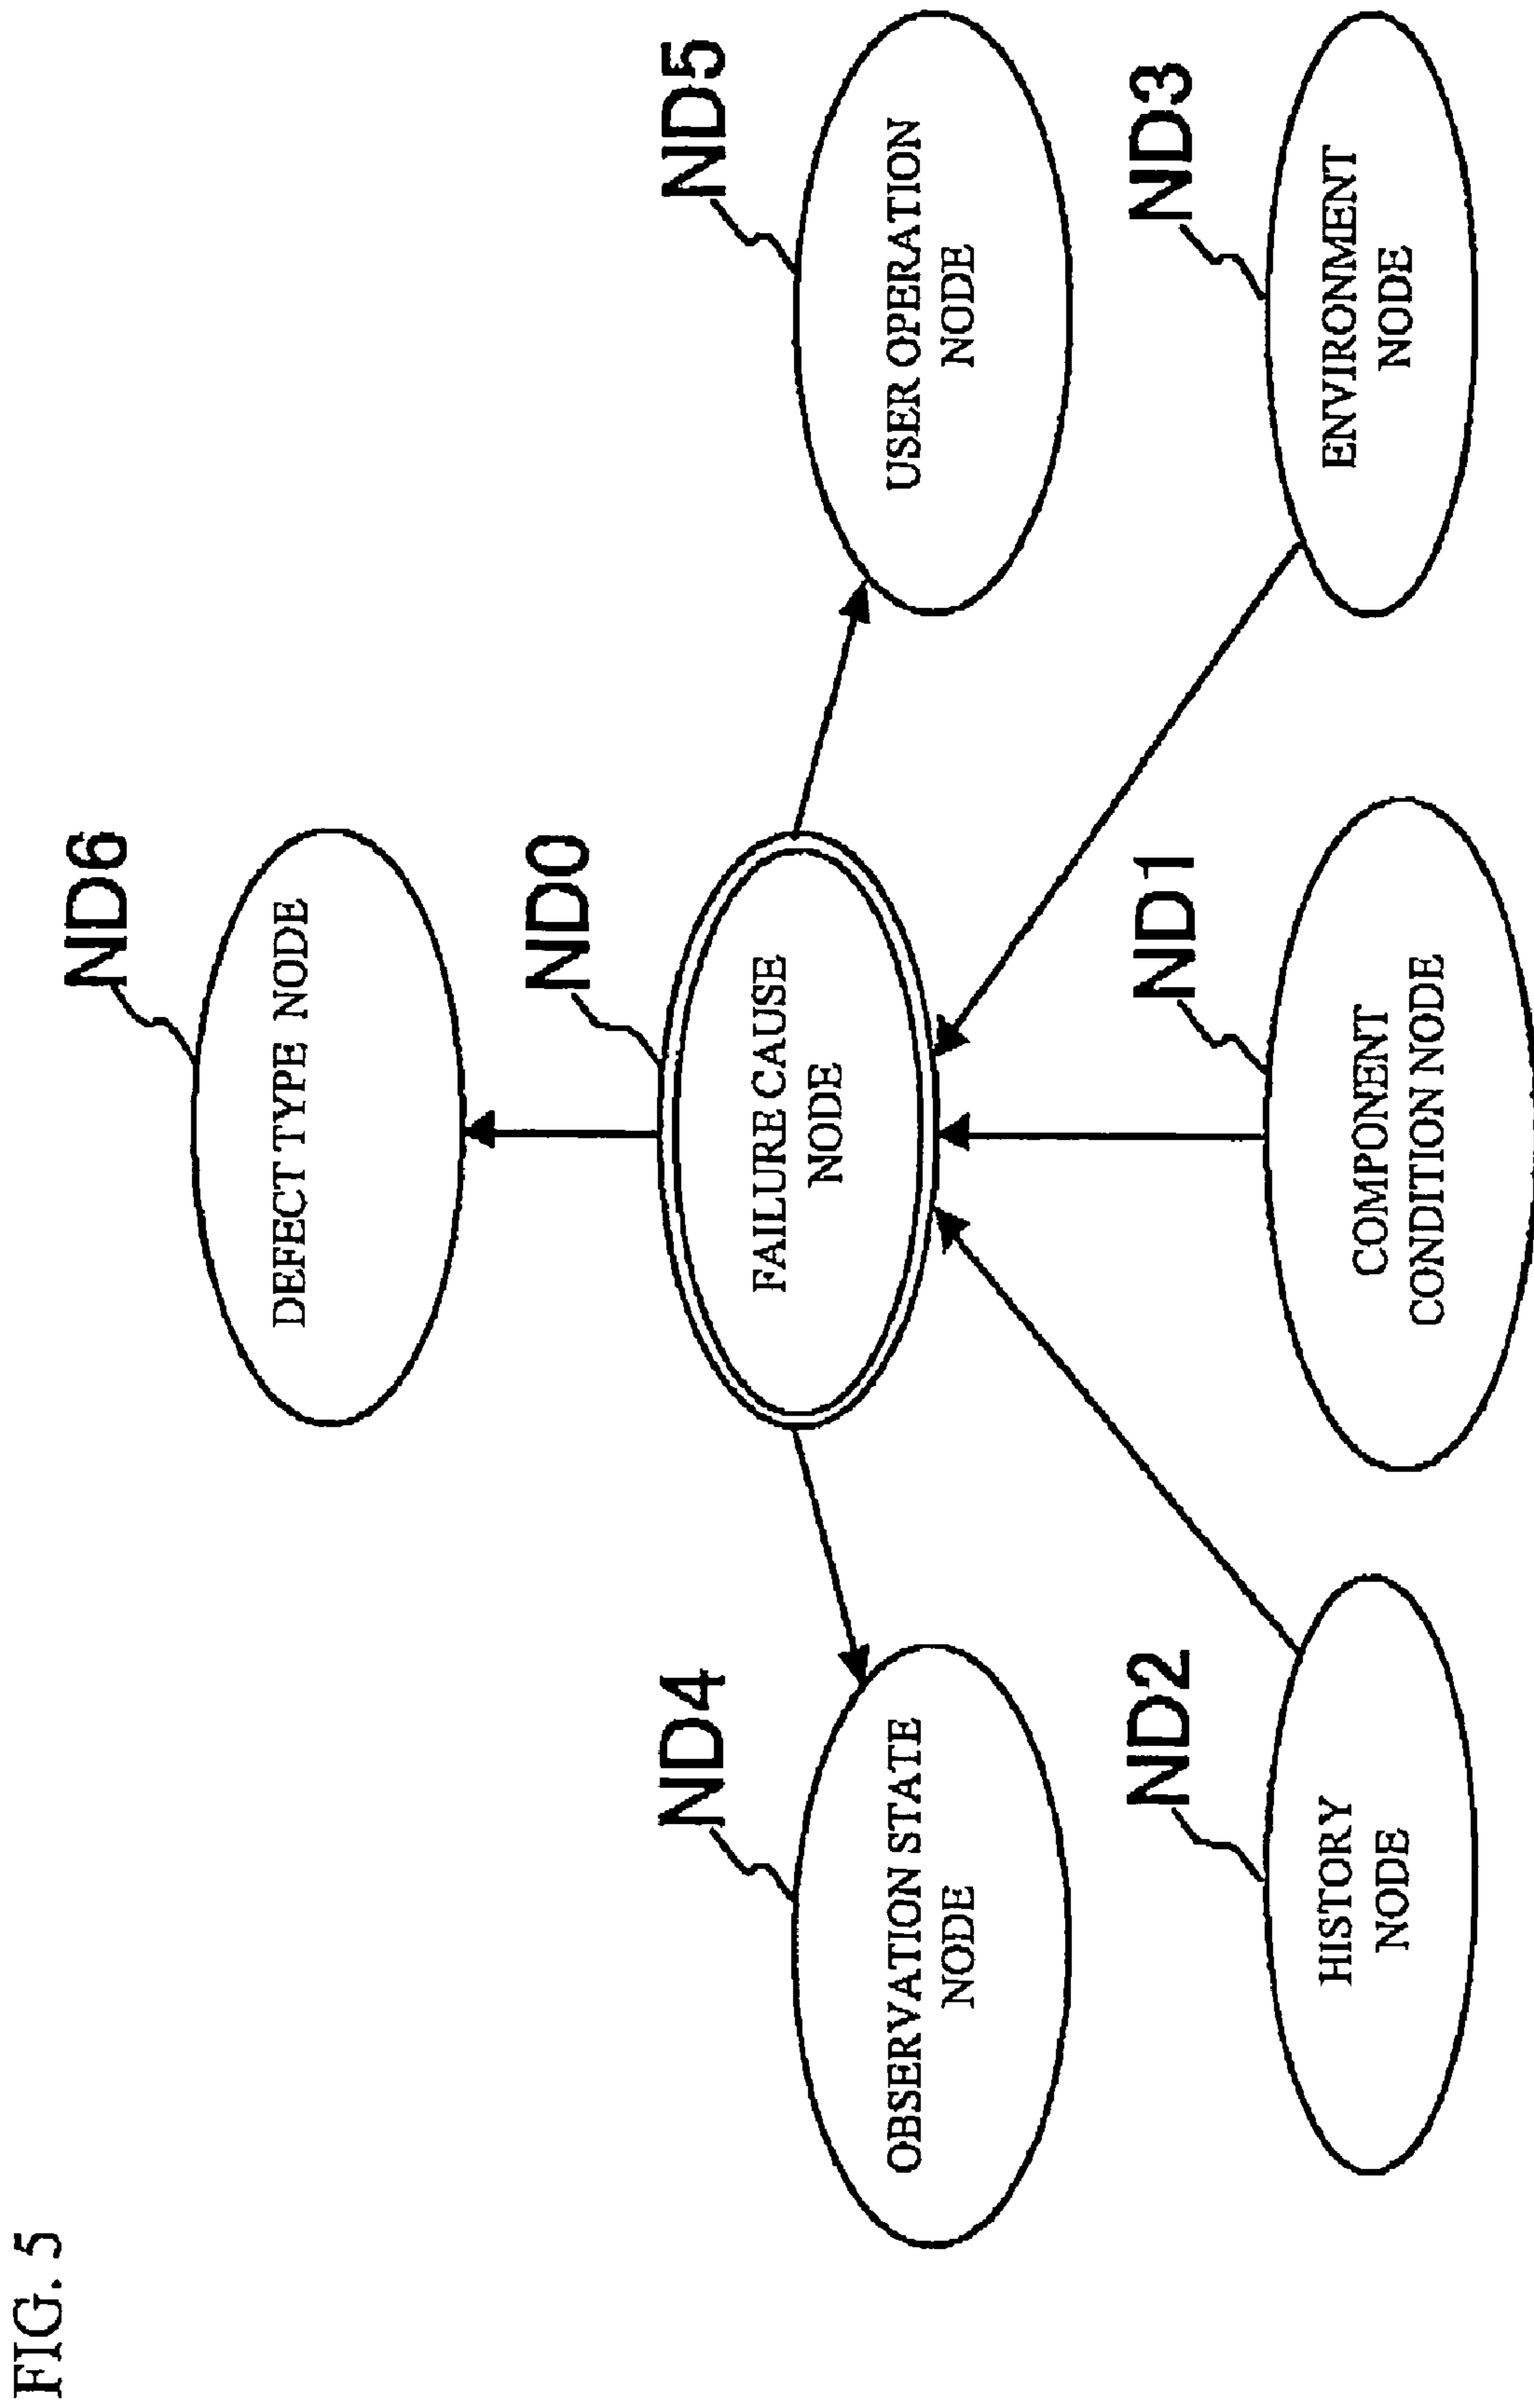 FIG. 5
ND6
DEFECT TYPE NODE
ND0
FAILURE CAUSE
NODE
ND4
OBSERVATION STATE
NODE
ND5
USER OPERATION
NODE
ND2
HISTORY
NODE
ND1
COMPONENT
CONDITION NODE
ND3
ENVIRONMENT
NODE